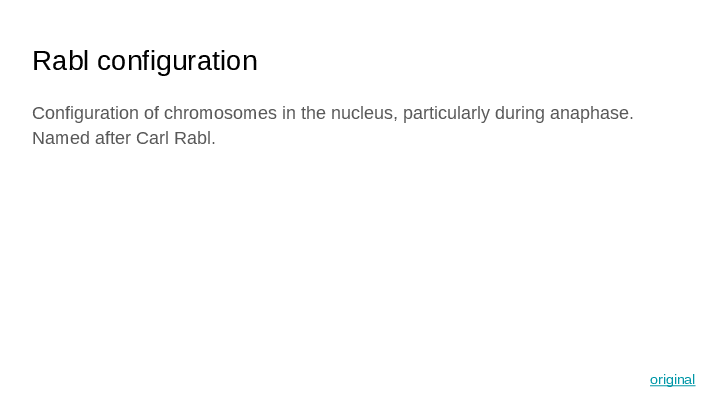 Rabl configuration
Configuration of chromosomes in the nucleus, particularly during anaphase.
Named after Carl Rabl.
original